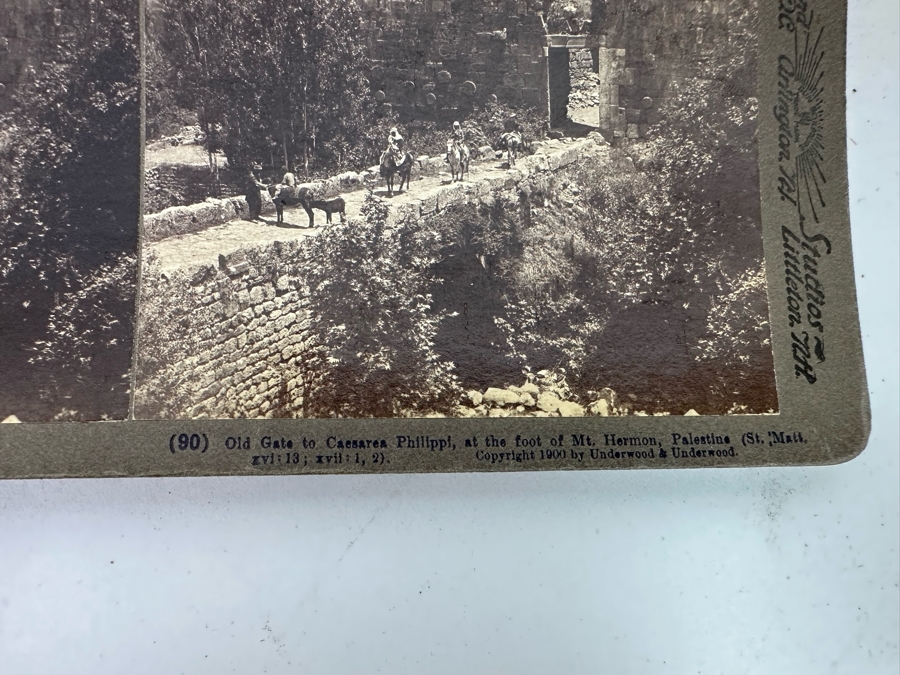 (90) Old Gate to Caesarea Philippi, at the foot of Mt. Hermon, Palestine (St. Matt.
xvi: 13; xvii: 1, 2). Copyright 1900 by Underwood & Underwood.
Studios
Arlington, N.J. Littleton, N.H.